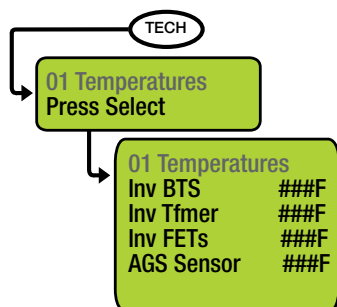 TECH
01 Temperatures
Press Select
01 Temperatures
Inv BTS ###F
Inv Tfmer ###F
Inv FETs ###F
AGS Sensor ###F